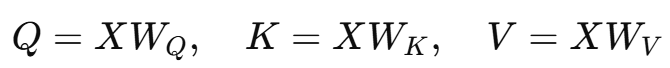 Q = XW_Q,   K = XW_K,   V = XW_V